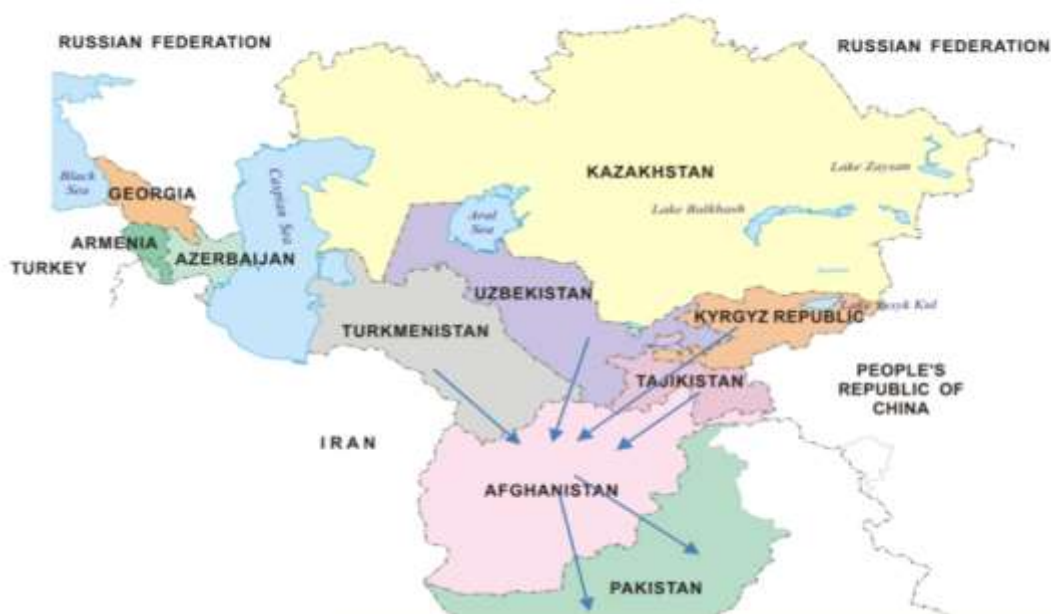 RUSSIAN FEDERATION
RUSSIAN FEDERATION
KAZAKHSTAN
Lake Zaysan
Black
Sea
GEORGIA
Caspian Sea
Lake Balkhash
Aral
Sea
ARMENIA
AZERBAIJAN
TURKEY
UZBEKISTAN
Kul
KYRGYZ REPUBLIC
TURKMENISTAN
TAJIKISTAN
PEOPLE'S
REPUBLIC OF
CHINA
IRAN
AFGHANISTAN
PAKISTAN